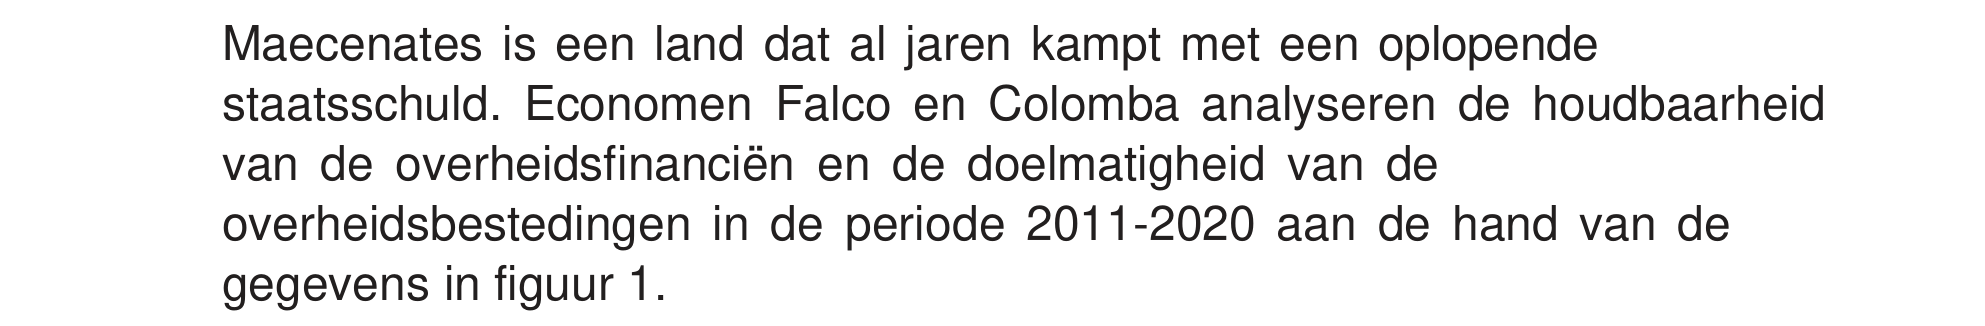 Maecenates is een land dat al jaren kampt met een oplopende
staatsschuld. Economen Falco en Colomba analyseren de houdbaarheid
van de overheidsfinanciën en de doelmatigheid van de
overheidsbestedingen in de periode 2011-2020 aan de hand van de
gegevens in figuur 1.